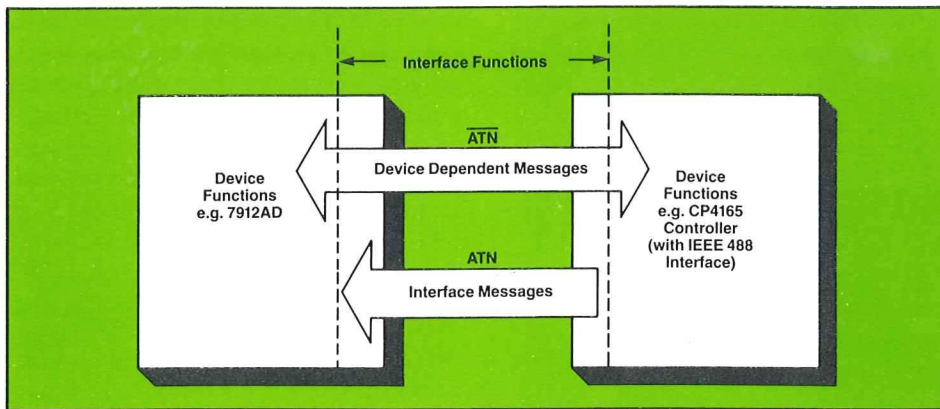 Interface Functions
A̅T̅N̅
Device Dependent Messages
Device
Functions
e.g. 7912AD
Device
Functions
e.g. CP4165
Controller
(with IEEE 488
Interface)
ATN
Interface Messages